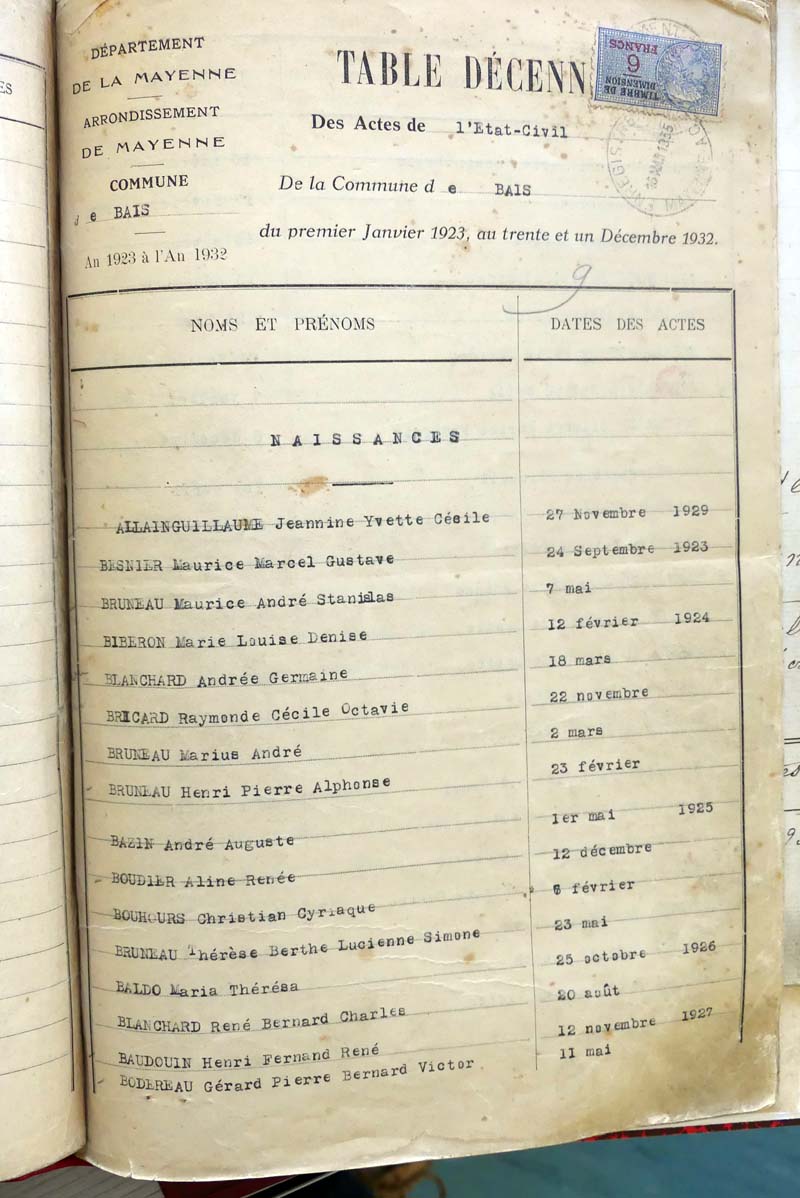 DÉPARTEMENT
DE LA MAYENNE
ARRONDISSEMENT
DE MAYENNE
COMMUNE
d e BAIS
An 1923 à l'An 1932
TABLE DÉCENN
Des Actes de l'Etat-Civil
De la Commune d e BAIS
du premier Janvier 1923, au trente et un Décembre 1932.
TIMBRE DE
DIMENSION
6
FRANCS
9
NOMS ET PRÉNOMS DATES DES ACTES
NAISSANCES
ALLAINGUILLAUME Jeannine Yvette Cécile 27 Novembre 1929
BESNIER Maurice Marcel Gustave 24 Septembre 1923
BRUNEAU Maurice André Stanislas 7 mai
BIBERON Marie Louise Denise 12 février 1924
BLANCHARD Andrée Germaine 18 mars
BRICARD Raymonde Cécile Octavie 22 novembre
BRUNEAU Marius André 2 mars
BRUNEAU Henri Pierre Alphonse 23 février
BAZIN André Auguste 1er mai 1925
BOUDIER Aline Renée 12 décembre
BOUHOURS Christian Cyriaque 6 février
BRUNEAU Thérèse Berthe Lucienne Simone 23 mai
BALDO Maria Thérésa 25 octobre 1926
BLANCHARD René Bernard Charles 20 août
BAUDOUIN Henri Fernand René 12 novembre 1927
BODEREAU Gérard Pierre Bernard Victor 11 mai